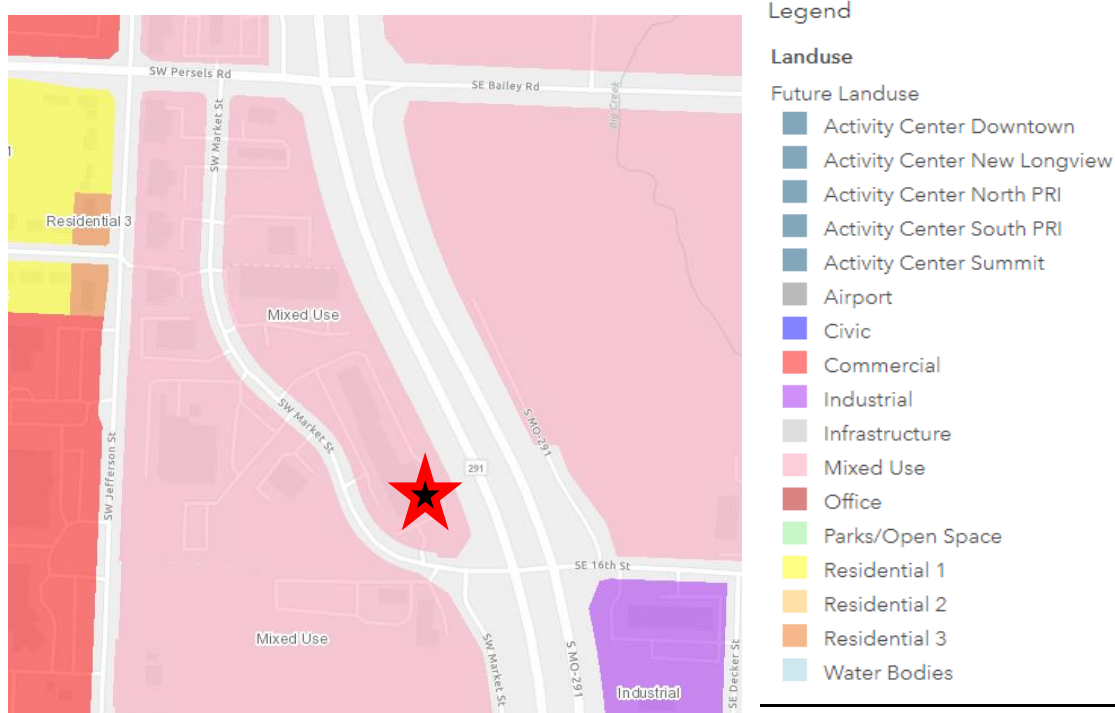 SW Persels Rd
SE Bailey Rd
Big Creek
SW Market St
1
Residential 3
Mixed Use
SW Market St
S MO-291
291
SW Jefferson St
SE 16th St
Mixed Use
SW Market St
S MO-291
Industrial
SE Decker St
Legend
Landuse
Future Landuse
Activity Center Downtown
Activity Center New Longview
Activity Center North PRI
Activity Center South PRI
Activity Center Summit
Airport
Civic
Commercial
Industrial
Infrastructure
Mixed Use
Office
Parks/Open Space
Residential 1
Residential 2
Residential 3
Water Bodies